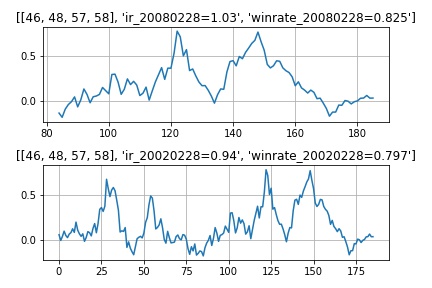 [[46, 48, 57, 58], 'ir_20080228=1.03', 'winrate_20080228=0.825']
0.5
0.0
80 100 120 140 160 180
[[46, 48, 57, 58], 'ir_20020228=0.94', 'winrate_20020228=0.797']
0.5
0.0
0 25 50 75 100 125 150 175